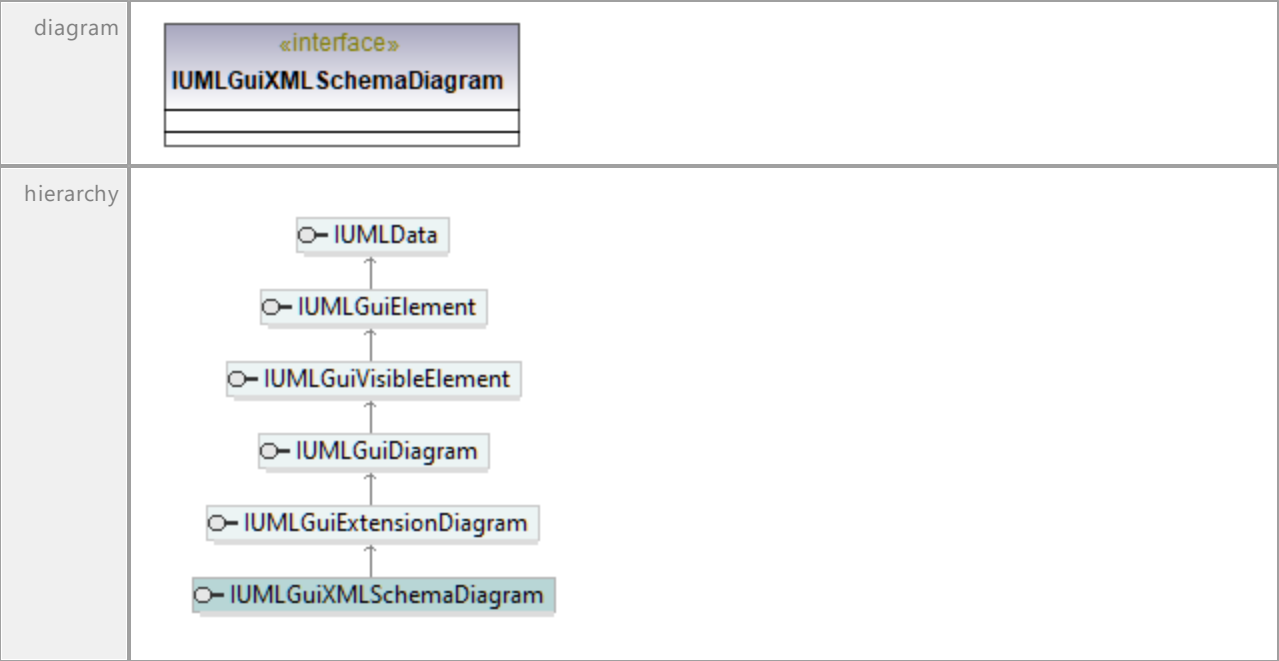 diagram
«interface»
IUMLGuiXMLSchemaDiagram
hierarchy
IUMLData
IUMLGuiElement
IUMLGuiVisibleElement
IUMLGuiDiagram
IUMLGuiExtensionDiagram
IUMLGuiXMLSchemaDiagram